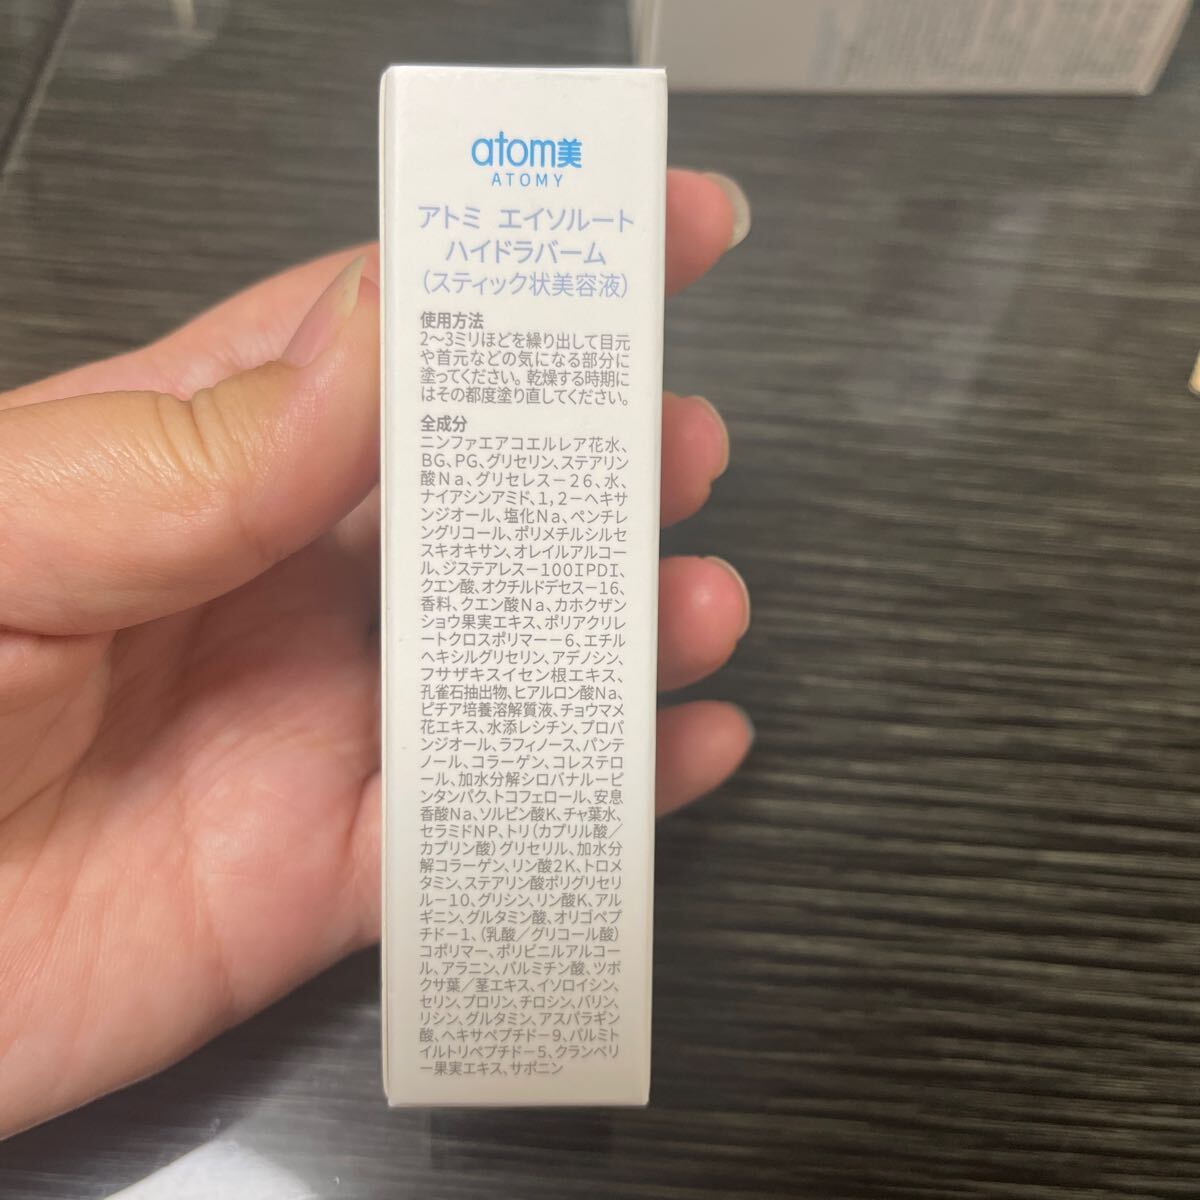 atom美
ATOMY
アトミ エイソルート
ハイドラバーム
(スティック状美容液)
使用方法
2〜3ミリほどを繰り出して目元
や首元などの気になる部分に
塗ってください。乾燥する時期に
はその都度塗り直してください。
全成分
ニンファエアコエルレア花水、
BG、PG、グリセリン、ステアリン
酸Na、グリセレス-26、水、
ナイアシンアミド、1,2-ヘキサ
ンジオール、塩化Na、ペンチレ
ングリコール、ポリメチルシルセ
スキオキサン、オレイルアルコー
ル、ジステアレス-100IPDI、
クエン酸、オクチルドデセス-16、
香料、クエン酸Na、カホクザン
ショウ果実エキス、ポリアクリレ
ートクロスポリマー-6、エチル
ヘキシルグリセリン、アデノシン、
フサザキスイセン根エキス、
孔雀石抽出物、ヒアルロン酸Na、
ピチア培養溶解質液、チョウマメ
花エキス、水添レシチン、プロパ
ンジオール、ラフィノース、パンテ
ノール、コラーゲン、コレステロ
ール、加水分解シロバナルーピ
ンタンパク、トコフェロール、安息
香酸Na、ソルビン酸K、チャ葉水、
セラミドNP、トリ(カプリル酸/
カプリン酸)グリセリル、加水分
解コラーゲン、リン酸2K、トロメ
タミン、ステアリン酸ポリグリセリ
ル-10、グリシン、リン酸K、アル
ギニン、グルタミン酸、オリゴペプ
チド-1、(乳酸/グリコール酸)
コポリマー、ポリビニルアルコー
ル、アラニン、パルミチン酸、ツボ
クサ葉/茎エキス、イソロイシン、
セリン、プロリン、チロシン、バリン、
リシン、グルタミン、アスパラギン
酸、ヘキサペプチド-9、パルミト
イルトリペプチド-5、クランベリ
ー果実エキス、サポニン